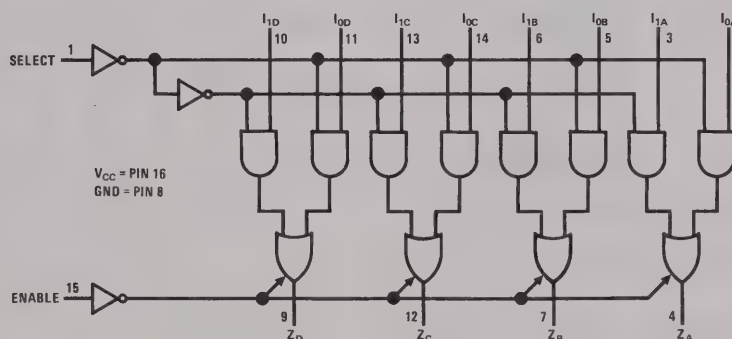 I1D I0D I1C I0C I1B I0B I1A I0A
10 11 13 14 6 5 3
SELECT 1
VCC = PIN 16
GND = PIN 8
ENABLE 15
9 12 7 4
ZD ZC ZB ZA